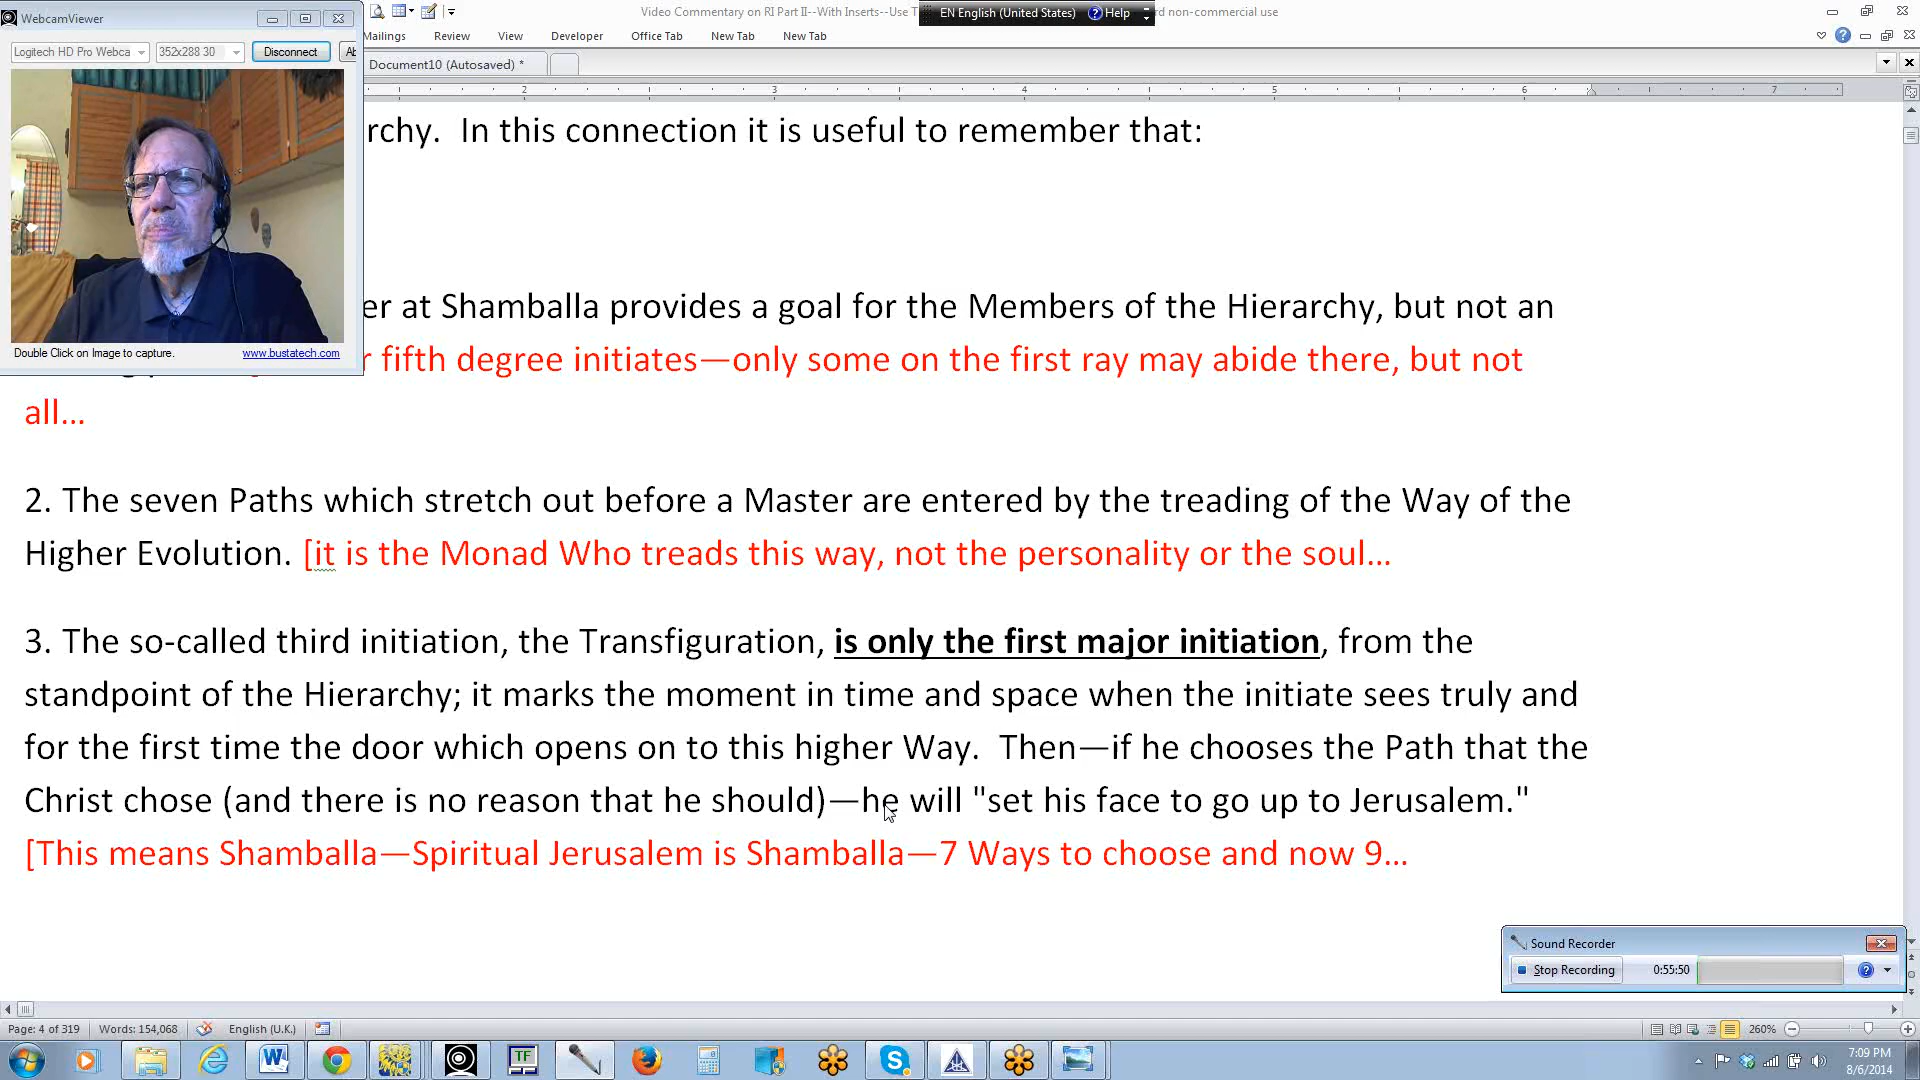 WebcamViewer
Video Commentary on RI Part II--With Inserts--Use T
EN English (United States)
Help
rd non-commercial use
Logitech HD Pro Webca
352x288 30
Disconnect
Ab
Mailings
Review
View
Developer
Office Tab
New Tab
New Tab
Document10 (Autosaved) *
2 3 4 5 6 7
rchy. In this connection it is useful to remember that:
er at Shamballa provides a goal for the Members of the Hierarchy, but not an
fifth degree initiates—only some on the first ray may abide there, but not
all…
Double Click on Image to capture.
www.bustatech.com
2. The seven Paths which stretch out before a Master are entered by the treading of the Way of the
Higher Evolution. [it is the Monad Who treads this way, not the personality or the soul…
3. The so-called third initiation, the Transfiguration, is only the first major initiation, from the
standpoint of the Hierarchy; it marks the moment in time and space when the initiate sees truly and
for the first time the door which opens on to this higher Way. Then—if he chooses the Path that the
Christ chose (and there is no reason that he should)—he will "set his face to go up to Jerusalem."
[This means Shamballa—Spiritual Jerusalem is Shamballa—7 Ways to choose and now 9…
Sound Recorder
Stop Recording
0:55:50
Page: 4 of 319
Words: 154,068
English (U.K.)
260%
TF
7:09 PM
8/6/2014